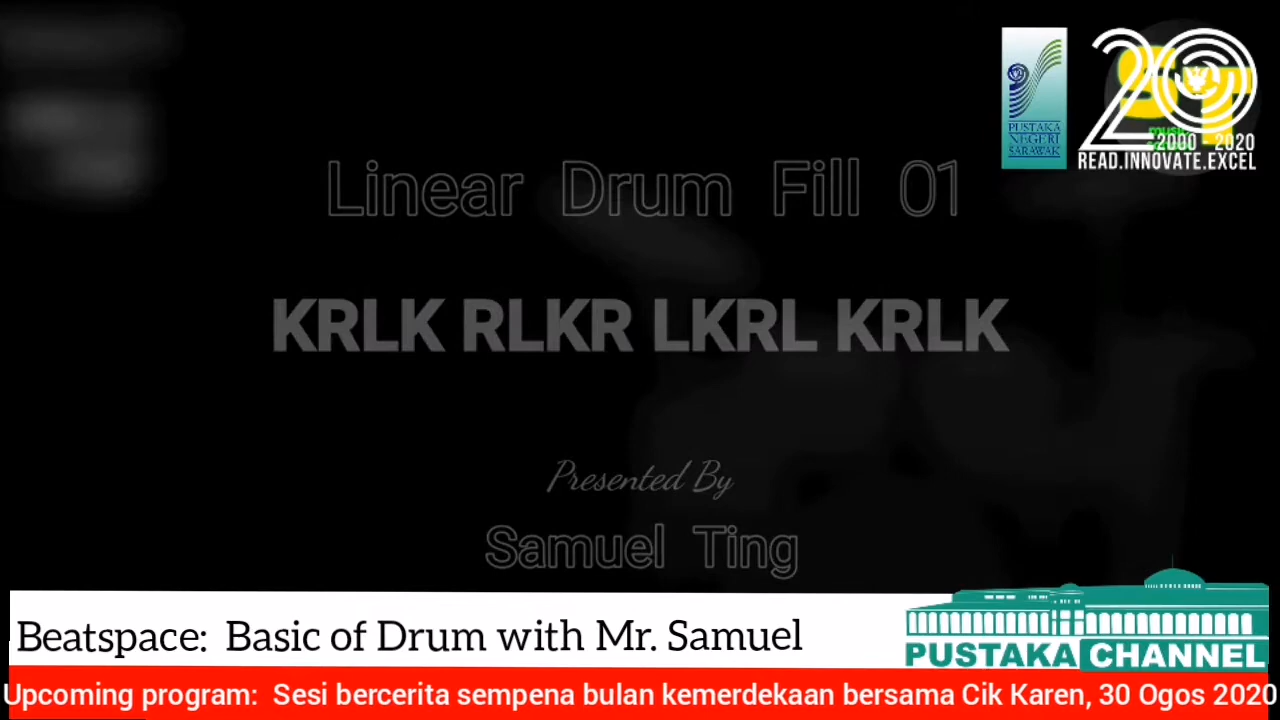 PUSTAKA
NEGERI
SARAWAK
20
2000 - 2020
READ.INNOVATE.EXCEL
Linear Drum Fill 01
KRLK RLKR LKRL KRLK
Presented By
Samuel Ting
Beatspace: Basic of Drum with Mr. Samuel
PUSTAKA CHANNEL
Upcoming program: Sesi bercerita sempena bulan kemerdekaan bersama Cik Karen, 30 Ogos 2020